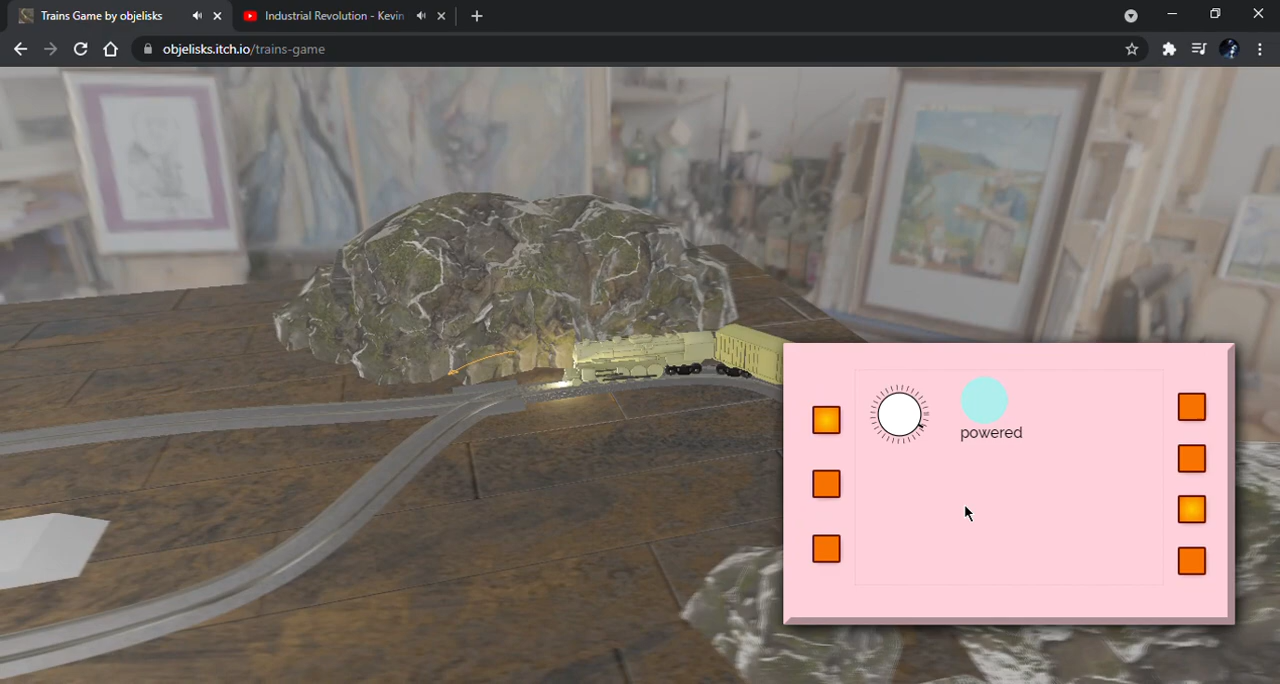 Trains Game by objelisks
Industrial Revolution - Kevin
objelisks.itch.io/trains-game
powered